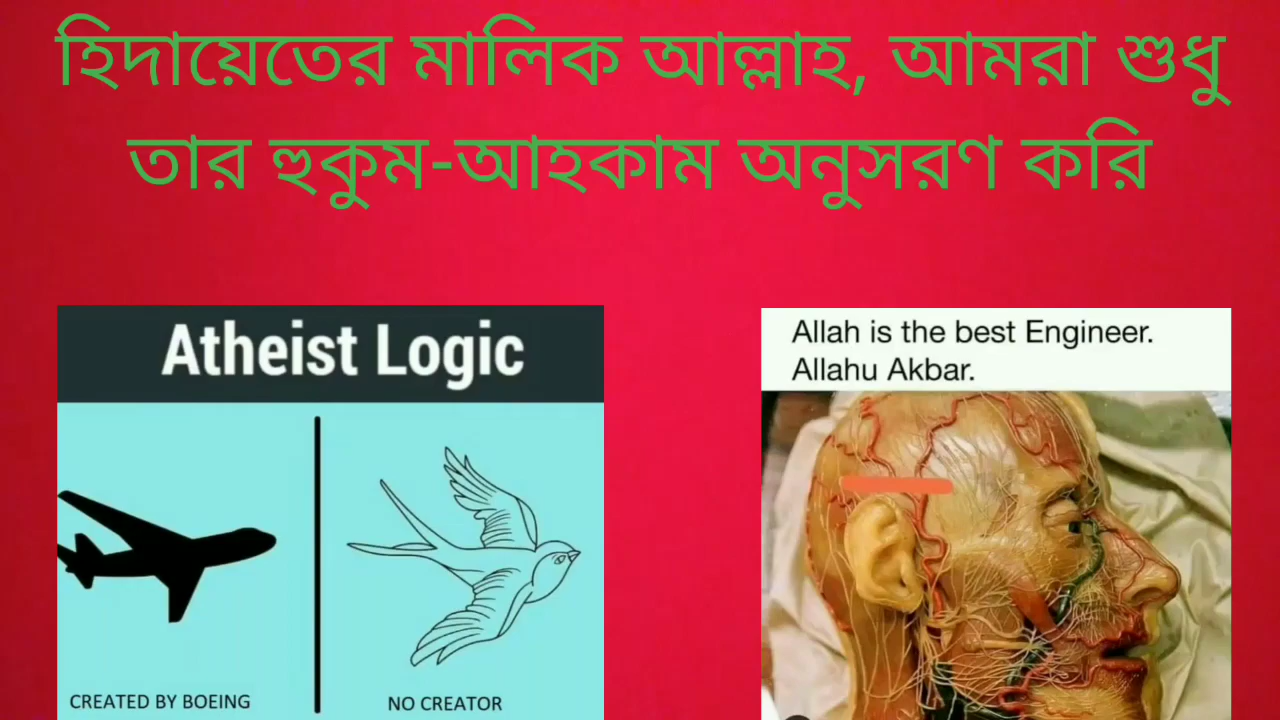 হিদায়েতের মালিক আল্লাহ, আমরা শুধু
তার হুকুম-আহকাম অনুসরণ করি
Atheist Logic
CREATED BY BOEING
NO CREATOR
Allah is the best Engineer.
Allahu Akbar.